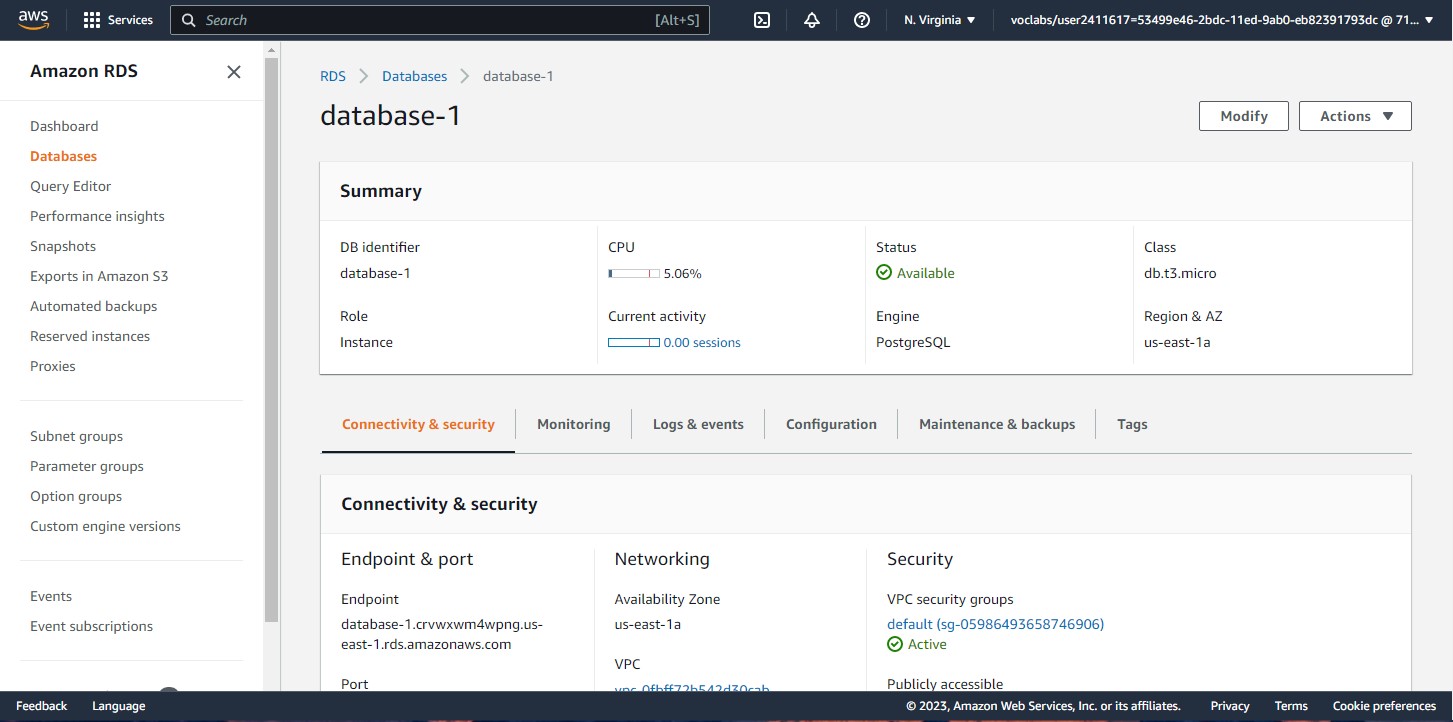 aws
Services
Search
[Alt+S]
N. Virginia
voclabs/user2411617=53499e46-2bdc-11ed-9ab0-eb82391793dc @ 71...
Amazon RDS
Dashboard
Databases
Query Editor
Performance insights
Snapshots
Exports in Amazon S3
Automated backups
Reserved instances
Proxies
Subnet groups
Parameter groups
Option groups
Custom engine versions
Events
Event subscriptions
RDS
Databases
database-1
database-1
Modify
Actions
Summary
DB identifier
database-1
CPU
5.06%
Status
Available
Class
db.t3.micro
Role
Instance
Current activity
0.00 sessions
Engine
PostgreSQL
Region & AZ
us-east-1a
Connectivity & security
Monitoring
Logs & events
Configuration
Maintenance & backups
Tags
Connectivity & security
Endpoint & port
Endpoint
database-1.crvwxwm4wpng.us-
east-1.rds.amazonaws.com
Port
Networking
Availability Zone
us-east-1a
VPC
Security
VPC security groups
default (sg-05986493658746906)
Active
Publicly accessible
Feedback
Language
© 2023, Amazon Web Services, Inc. or its affiliates.
Privacy
Terms
Cookie preferences